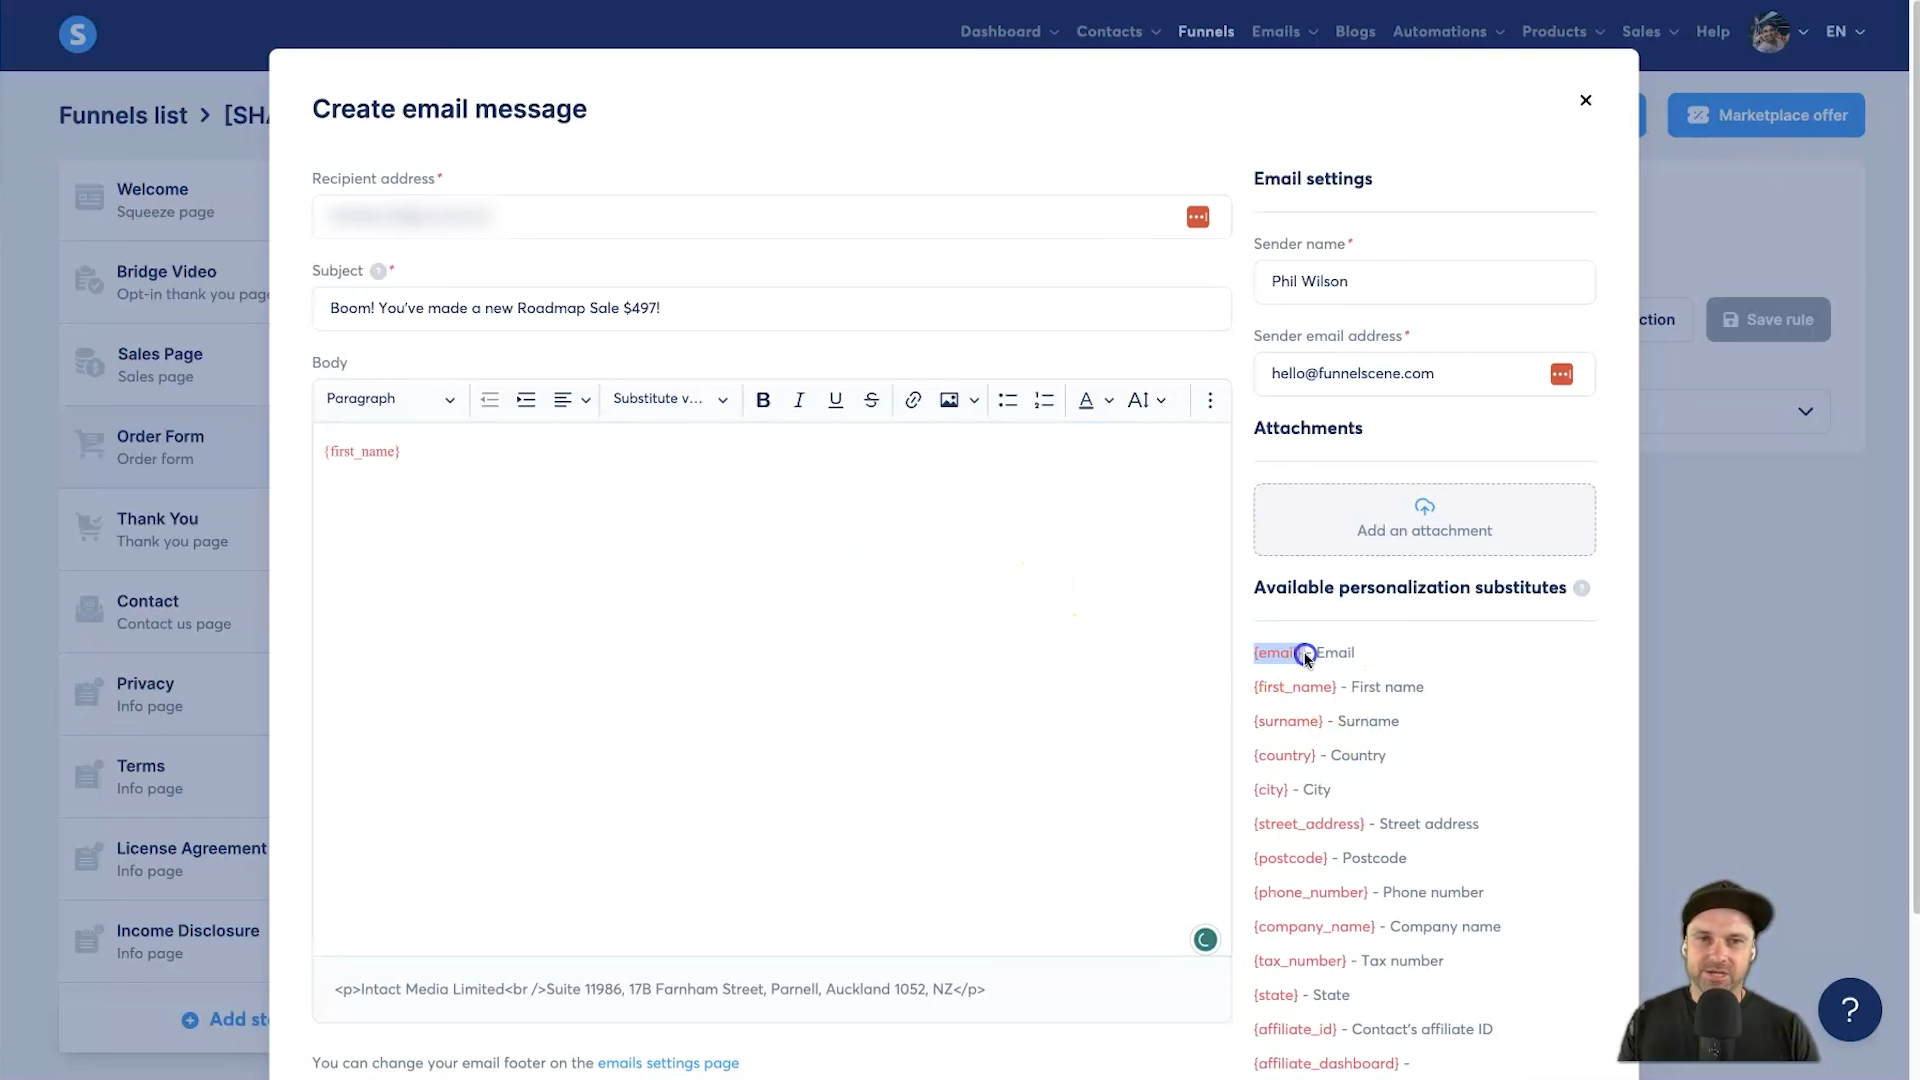 S
Dashboard
Contacts
Funnels
Emails
Blogs
Automations
Products
Sales
Help
EN
Funnels list > [SHA
Marketplace offer
Create email message
Welcome
Squeeze page
Bridge Video
Opt-in thank you page
Sales Page
Sales page
Order Form
Order form
Thank You
Thank you page
Contact
Contact us page
Privacy
Info page
Terms
Info page
License Agreement
Info page
Income Disclosure
Info page
Add ste
Recipient address*
Subject ? *
Boom! You've made a new Roadmap Sale $497!
Body
Paragraph
Substitute v...
B I U S
A
{first_name}
<p>Intact Media Limited<br />Suite 11986, 17B Farnham Street, Parnell, Auckland 1052, NZ</p>
You can change your email footer on the emails settings page
Email settings
Sender name*
Phil Wilson
Sender email address*
hello@funnelscene.com
Attachments
Add an attachment
Available personalization substitutes ?
{email} - Email
{first_name} - First name
{surname} - Surname
{country} - Country
{city} - City
{street_address} - Street address
{postcode} - Postcode
{phone_number} - Phone number
{company_name} - Company name
{tax_number} - Tax number
{state} - State
{affiliate_id} - Contact's affiliate ID
{affiliate_dashboard} -
ction
Save rule
?